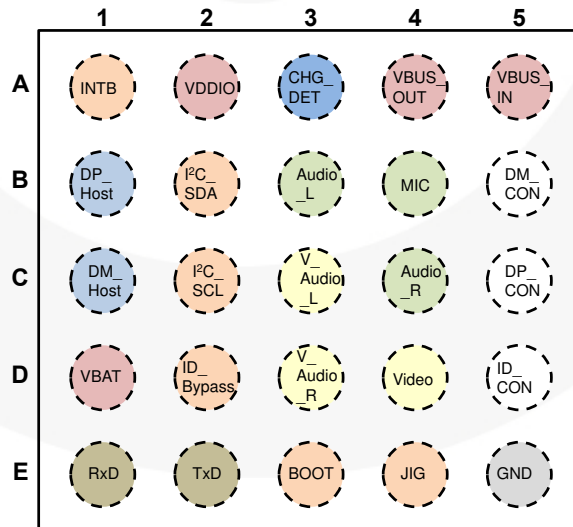 1 2 3 4 5
A
INTB
VDDIO
CHG_
DET
VBUS_
OUT
VBUS_
IN
B
DP_
Host
I²C_
SDA
Audio
_L
MIC
DM_
CON
C
DM_
Host
I²C_
SCL
V_
Audio
_L
Audio
_R
DP_
CON
D
VBAT
ID_
Bypass
V_
Audio
_R
Video
ID_
CON
E
RxD
TxD
BOOT
JIG
GND